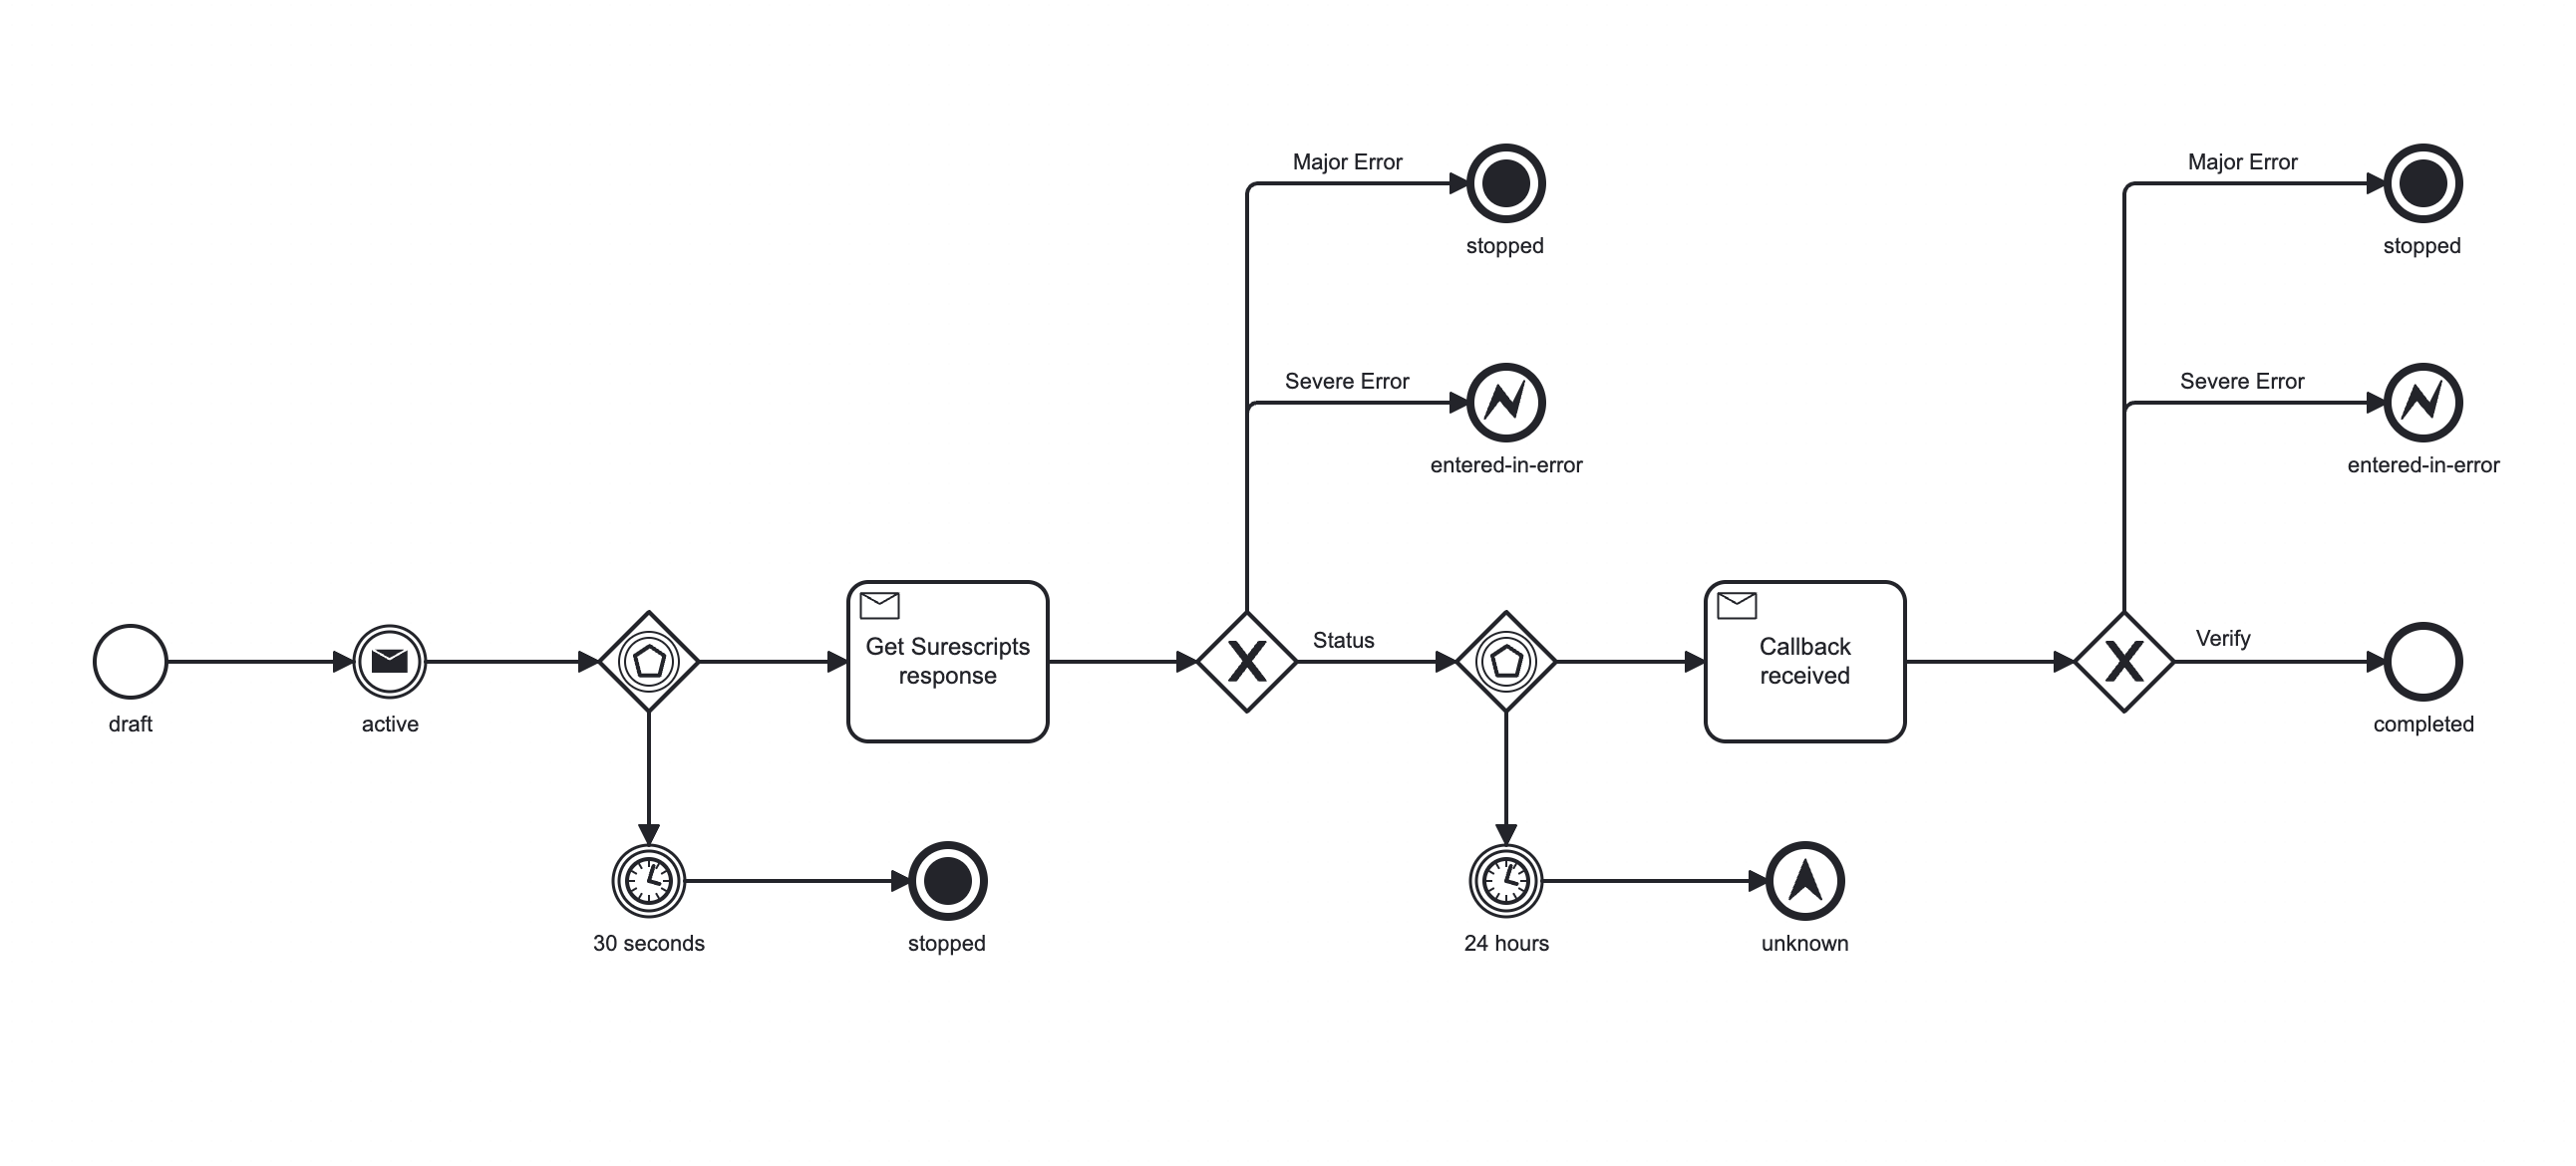 Major Error
stopped
Major Error
stopped
Severe Error
entered-in-error
Severe Error
entered-in-error
draft
active
Get Surescripts
response
Status
Callback
received
Verify
completed
30 seconds
stopped
24 hours
unknown